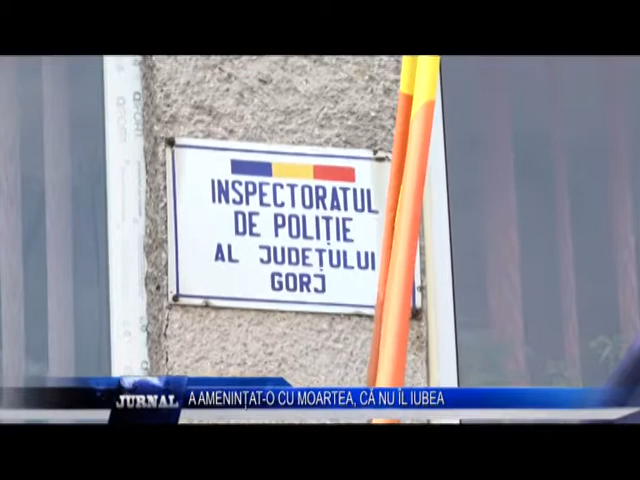 INSPECTORATUL
DE POLIȚIE
AL JUDEȚULUI
GORJ
JURNAL
A AMENINȚAT-O CU MOARTEA, CĂ NU ÎL IUBEA